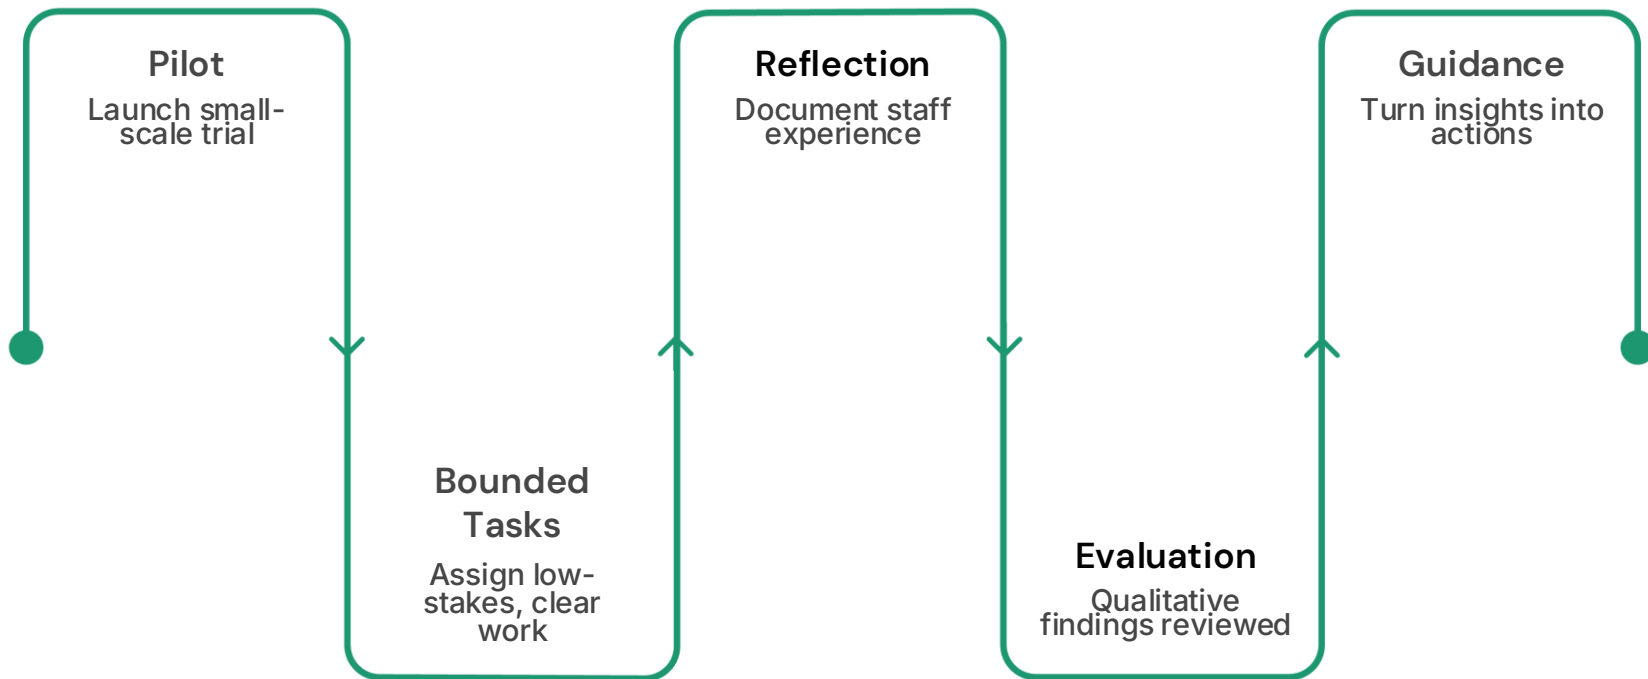 Pilot
Launch small-
scale trial
Bounded
Tasks
Assign low-
stakes, clear
work
Reflection
Document staff
experience
Evaluation
Qualitative
findings reviewed
Guidance
Turn insights into
actions